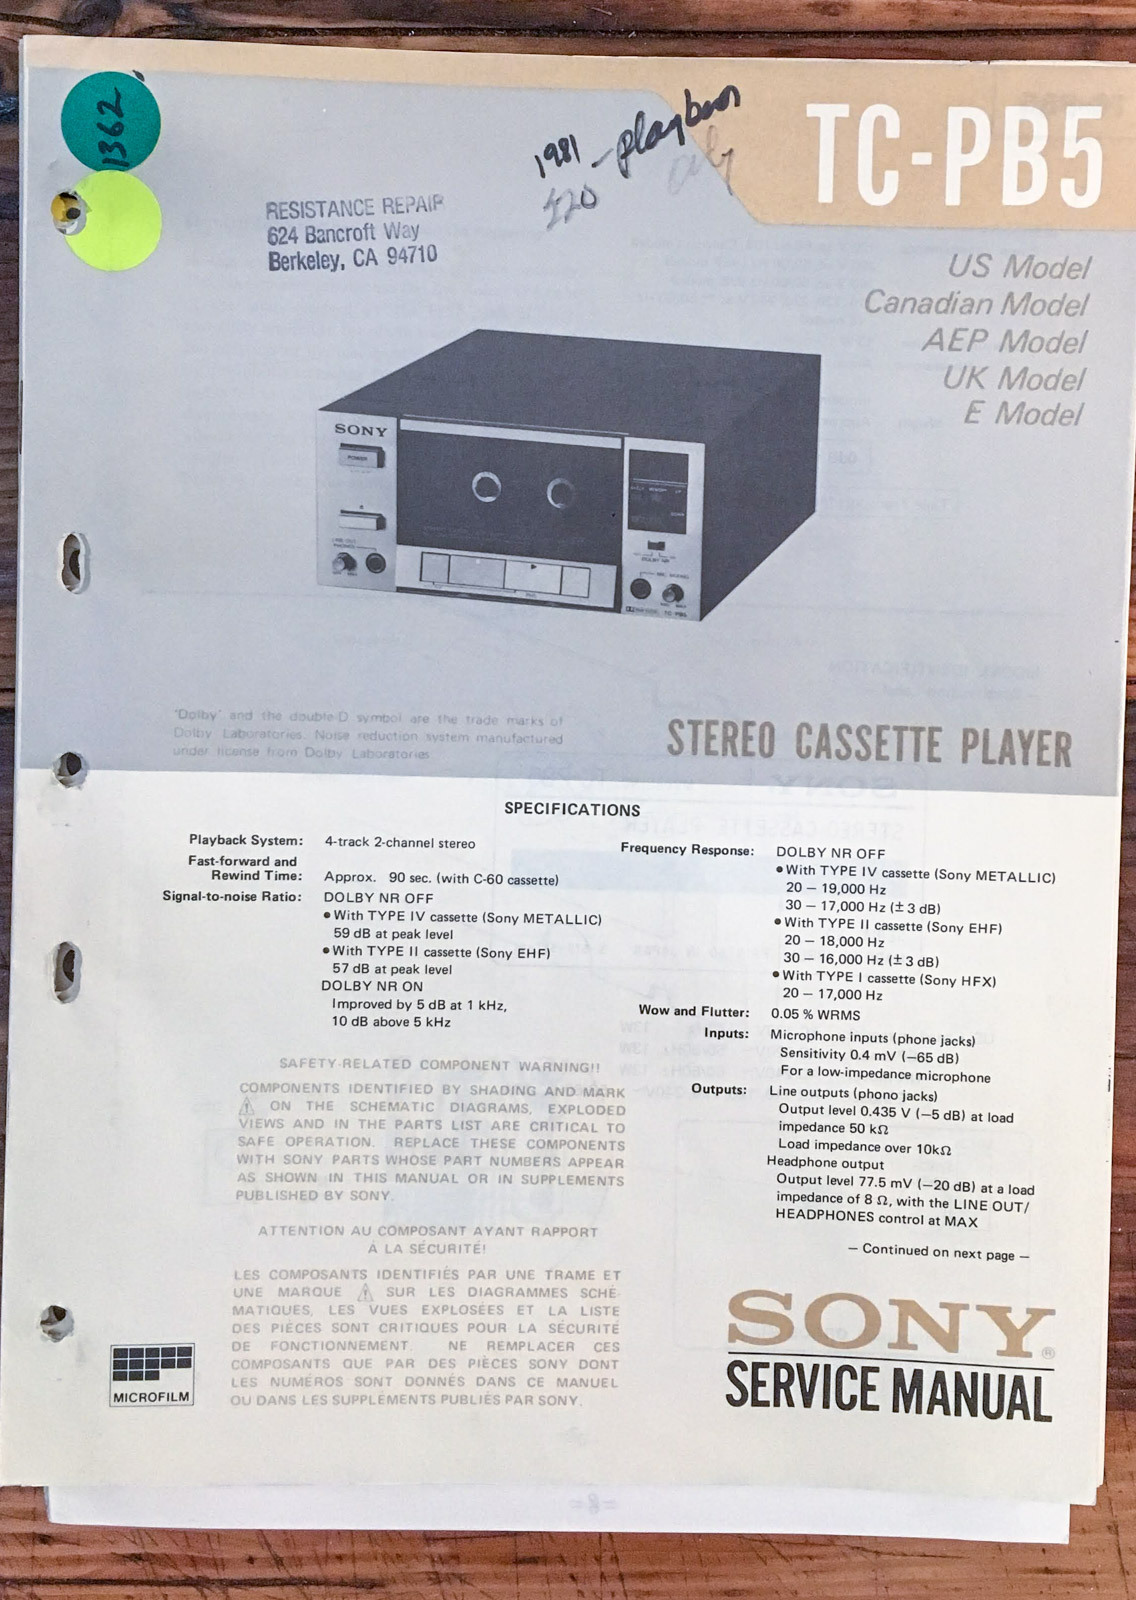 1362
1981 - playback
only
120
TC-PB5
RESISTANCE REPAIR
624 Bancroft Way
Berkeley, CA 94710
US Model
Canadian Model
AEP Model
UK Model
E Model
SONY
POWER
DOLBY NR
TC-PB5
"Dolby" and the double-D symbol are the trade marks of
Dolby Laboratories. Noise reduction system manufactured
under license from Dolby Laboratories.
STEREO CASSETTE PLAYER
SPECIFICATIONS
Playback System: 4-track 2-channel stereo
Fast-forward and
Rewind Time: Approx. 90 sec. (with C-60 cassette)
Signal-to-noise Ratio: DOLBY NR OFF
● With TYPE IV cassette (Sony METALLIC)
59 dB at peak level
● With TYPE II cassette (Sony EHF)
57 dB at peak level
DOLBY NR ON
Improved by 5 dB at 1 kHz,
10 dB above 5 kHz
SAFETY-RELATED COMPONENT WARNING!!
COMPONENTS IDENTIFIED BY SHADING AND MARK
⚠ ON THE SCHEMATIC DIAGRAMS, EXPLODED
VIEWS AND IN THE PARTS LIST ARE CRITICAL TO
SAFE OPERATION. REPLACE THESE COMPONENTS
WITH SONY PARTS WHOSE PART NUMBERS APPEAR
AS SHOWN IN THIS MANUAL OR IN SUPPLEMENTS
PUBLISHED BY SONY.
ATTENTION AU COMPOSANT AYANT RAPPORT
À LA SÉCURITÉ!
LES COMPOSANTS IDENTIFIÉS PAR UNE TRAME ET
UNE MARQUE ⚠ SUR LES DIAGRAMMES SCHÉ-
MATIQUES, LES VUES EXPLOSÉES ET LA LISTE
DES PIÈCES SONT CRITIQUES POUR LA SÉCURITÉ
DE FONCTIONNEMENT. NE REMPLACER CES
COMPOSANTS QUE PAR DES PIÈCES SONY DONT
LES NUMÉROS SONT DONNÉS DANS CE MANUEL
OU DANS LES SUPPLÉMENTS PUBLIÉS PAR SONY.
Frequency Response: DOLBY NR OFF
● With TYPE IV cassette (Sony METALLIC)
20 – 19,000 Hz
30 – 17,000 Hz (± 3 dB)
● With TYPE II cassette (Sony EHF)
20 – 18,000 Hz
30 – 16,000 Hz (± 3 dB)
● With TYPE I cassette (Sony HFX)
20 – 17,000 Hz
Wow and Flutter: 0.05 % WRMS
Inputs: Microphone inputs (phone jacks)
Sensitivity 0.4 mV (–65 dB)
For a low-impedance microphone
Outputs: Line outputs (phono jacks)
Output level 0.435 V (–5 dB) at load
impedance 50 kΩ
Load impedance over 10kΩ
Headphone output
Output level 77.5 mV (–20 dB) at a load
impedance of 8 Ω, with the LINE OUT/
HEADPHONES control at MAX
– Continued on next page –
MICROFILM
SONY®
SERVICE MANUAL